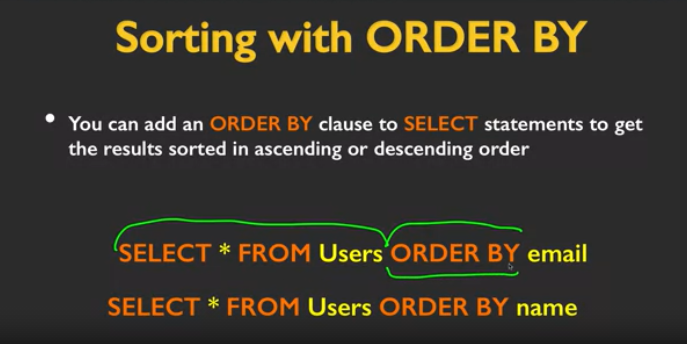 Sorting with ORDER BY
• You can add an ORDER BY clause to SELECT statements to get
the results sorted in ascending or descending order
SELECT * FROM Users ORDER BY email
SELECT * FROM Users ORDER BY name